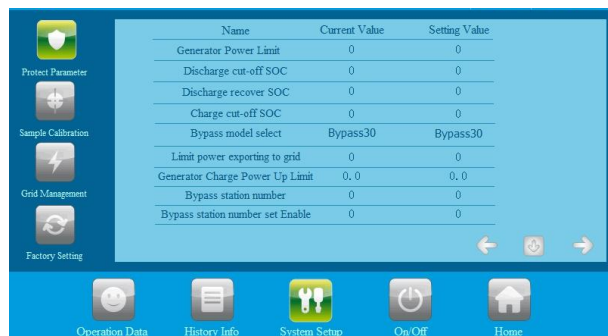 Name Current Value Setting Value
Generator Power Limit 0 0
Protect Parameter
Discharge cut-off SOC 0 0
Discharge recover SOC 0 0
Charge cut-off SOC 0 0
Sample Calibration
Bypass model select Bypass30 Bypass30
Limit power exporting to grid 0 0
Generator Charge Power Up Limit 0.0 0.0
Grid Management
Bypass station number 0 0
Bypass station number set Enable 0 0
Factory Setting
Operation Data History Info System Setup On/Off Home